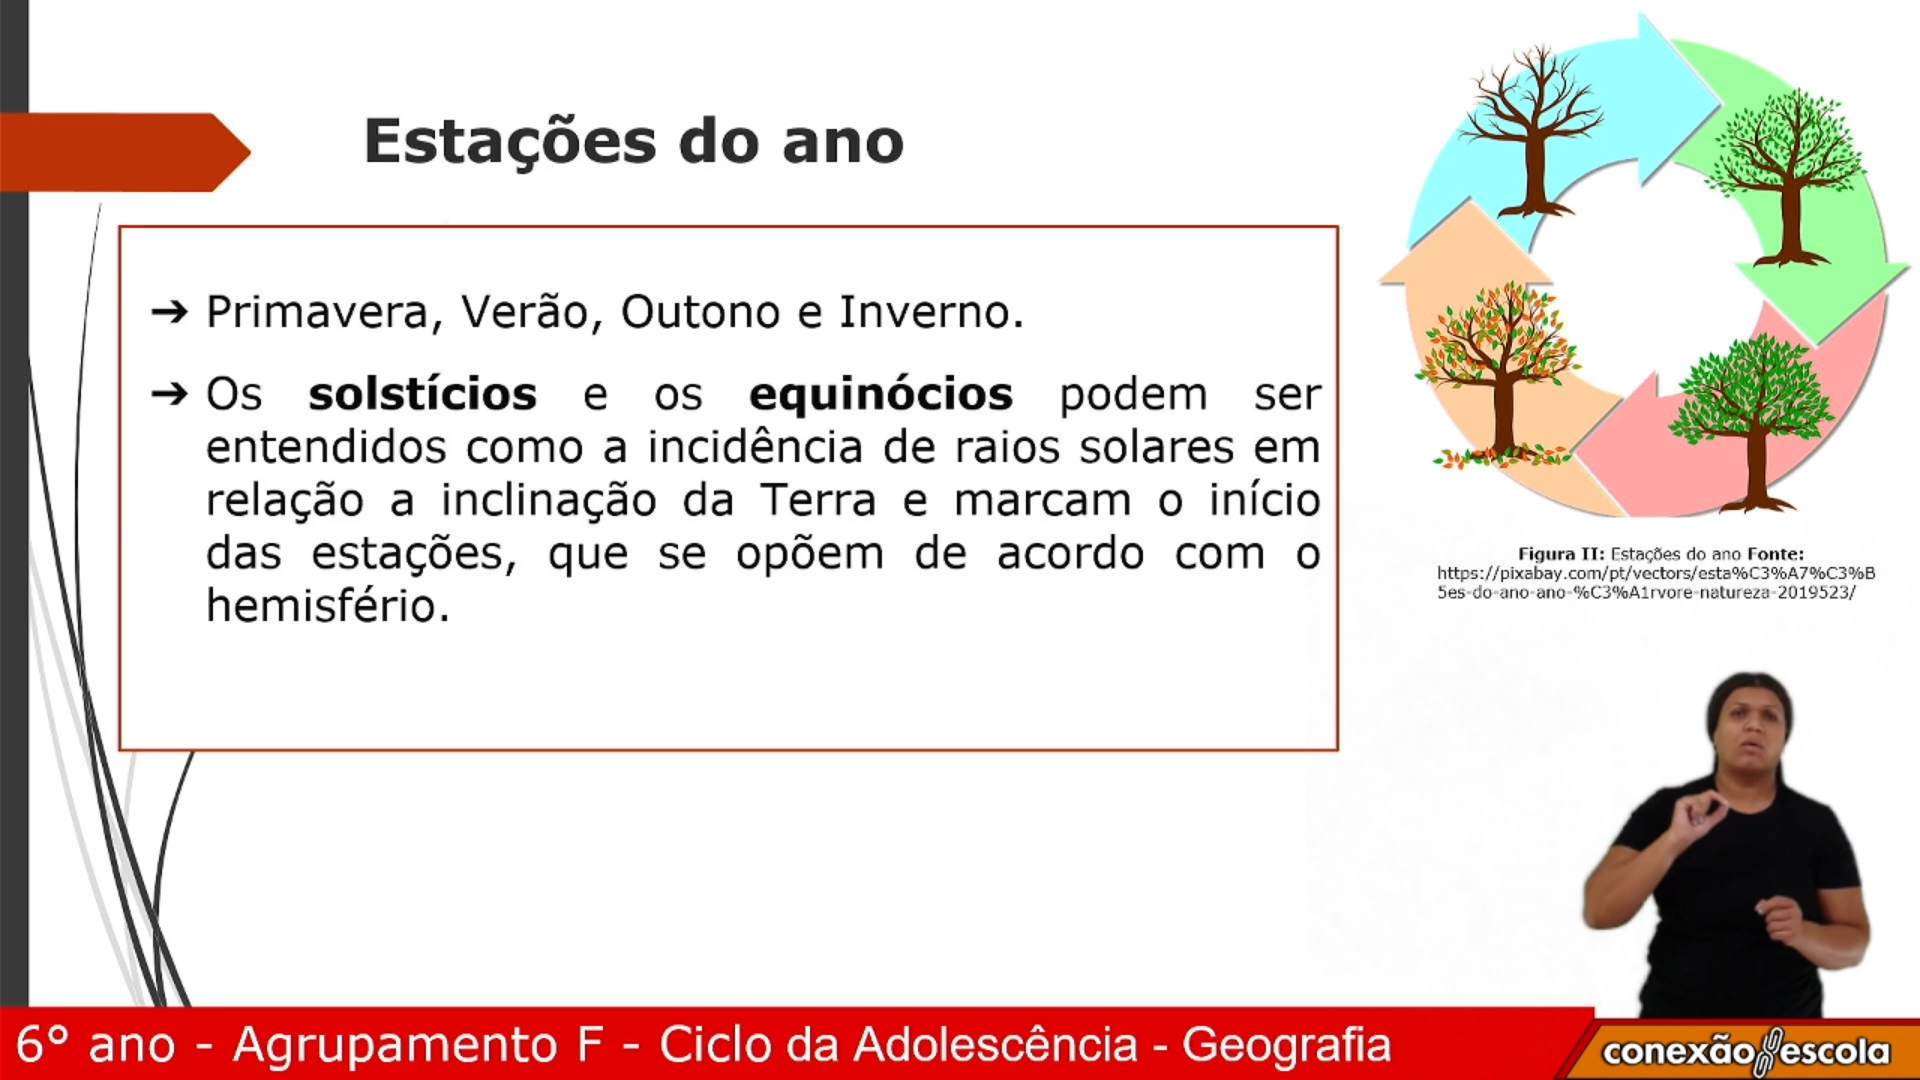 Estações do ano
➔ Primavera, Verão, Outono e Inverno.
➔ Os solstícios e os equinócios podem ser
entendidos como a incidência de raios solares em
relação a inclinação da Terra e marcam o início
das estações, que se opõem de acordo com o
hemisfério.
Figura II: Estações do ano Fonte:
https://pixabay.com/pt/vectors/esta%C3%A7%C3%B
5es-do-ano-ano-%C3%A1rvore-natureza-2019523/
6° ano - Agrupamento F - Ciclo da Adolescência - Geografia
conexão escola